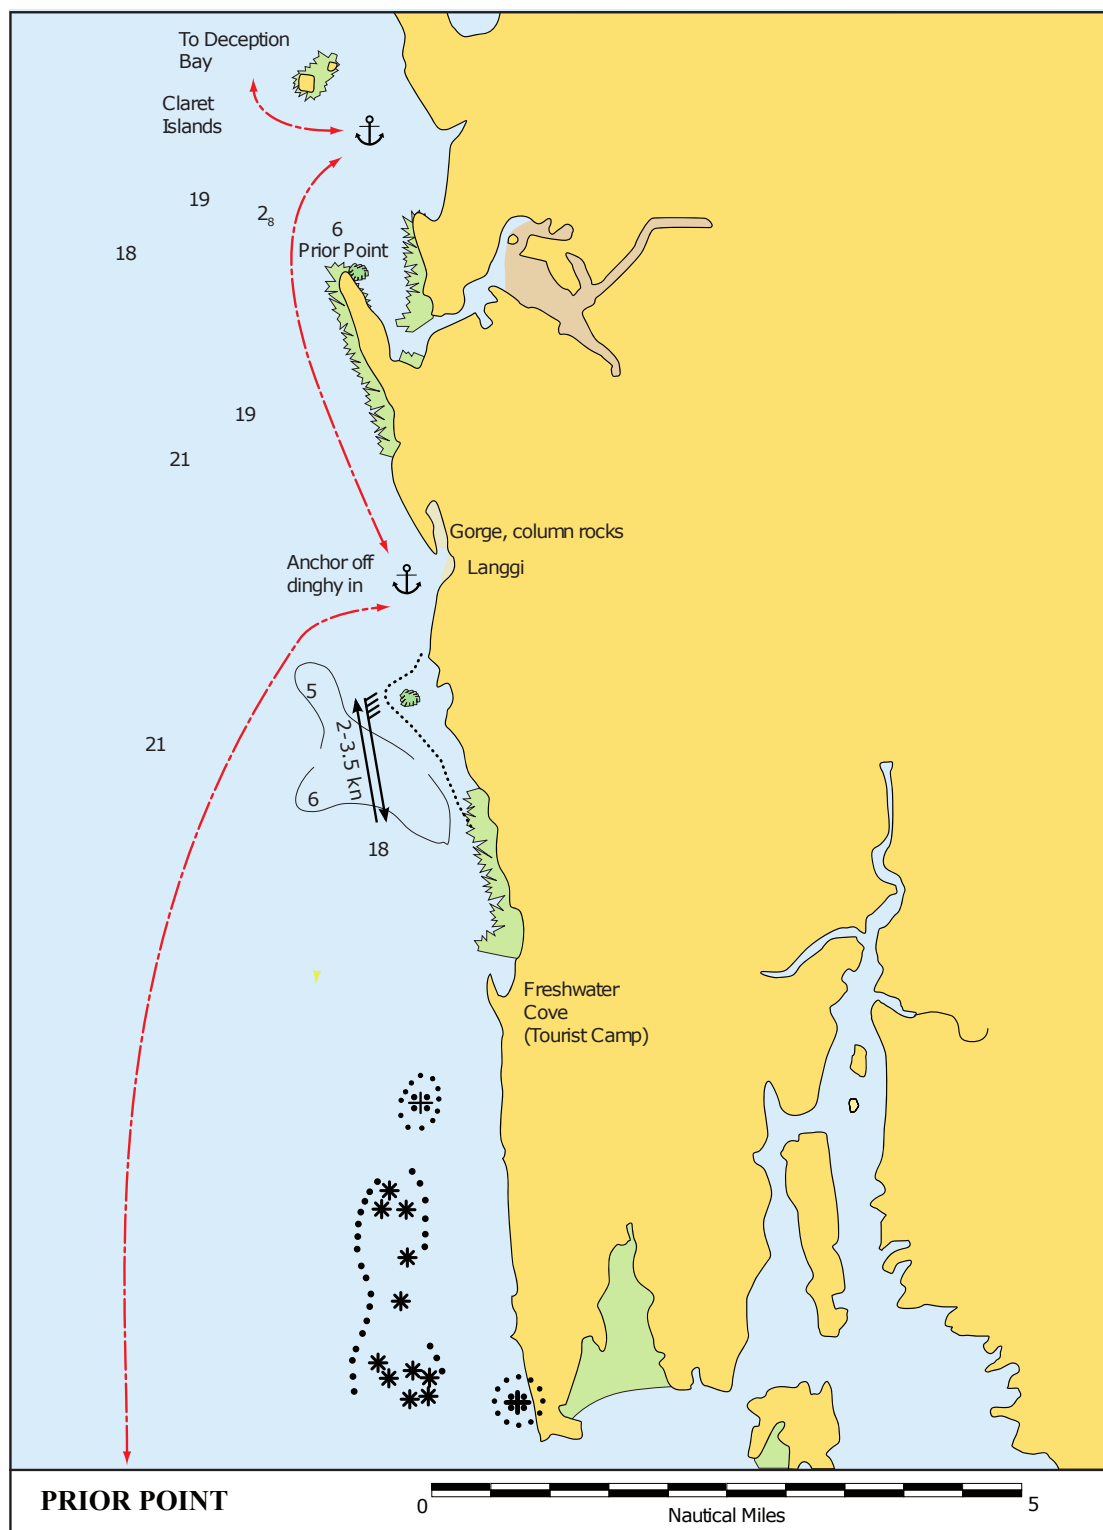 To Deception
Bay
Claret
Islands
19
2₈
6
18
Prior Point
19
21
Gorge, column rocks
Anchor off
dinghy in
Langgi
5
2-3.5 kn
21
6
18
Freshwater
Cove
(Tourist Camp)
PRIOR POINT
0
5
Nautical Miles